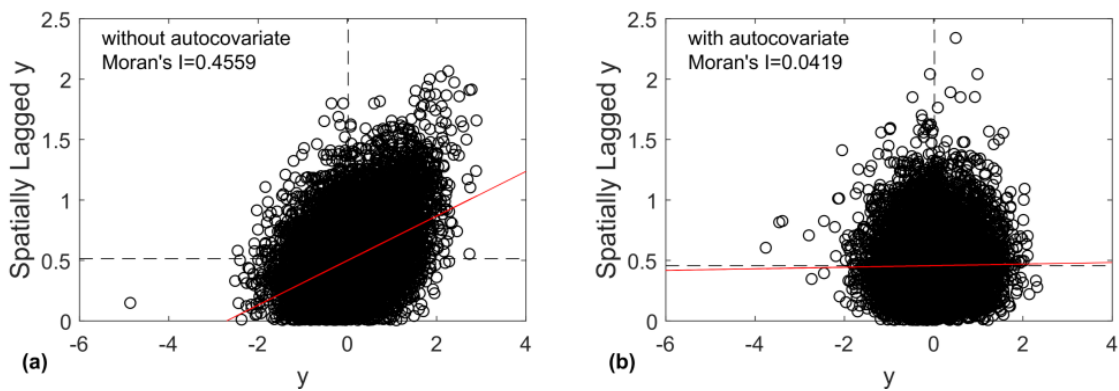 without autocovariate
Moran's I=0.4559
2.5
2
1.5
1
0.5
0
Spatially Lagged y
-6
-4
-2
0
2
4
y
(a)
with autocovariate
Moran's I=0.0419
2.5
2
1.5
1
0.5
0
Spatially Lagged y
-6
-4
-2
0
2
4
y
(b)